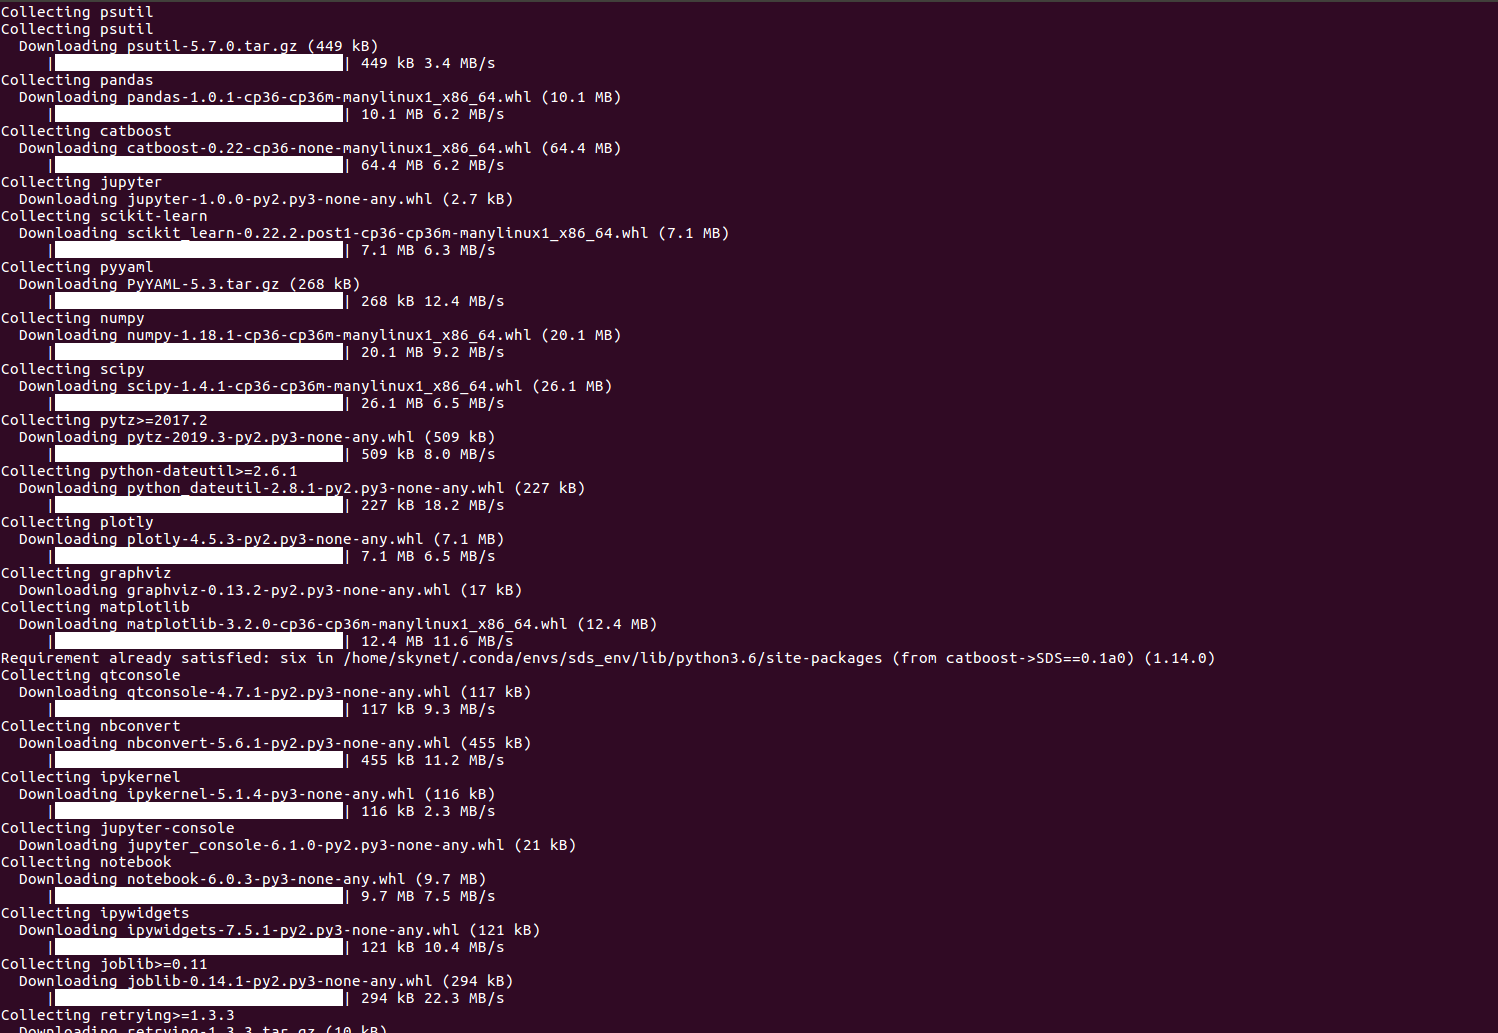 Collecting psutil
Collecting psutil
  Downloading psutil-5.7.0.tar.gz (449 kB)
     |                                | 449 kB 3.4 MB/s
Collecting pandas
  Downloading pandas-1.0.1-cp36-cp36m-manylinux1_x86_64.whl (10.1 MB)
     |                                | 10.1 MB 6.2 MB/s
Collecting catboost
  Downloading catboost-0.22-cp36-none-manylinux1_x86_64.whl (64.4 MB)
     |                                | 64.4 MB 6.2 MB/s
Collecting jupyter
  Downloading jupyter-1.0.0-py2.py3-none-any.whl (2.7 kB)
Collecting scikit-learn
  Downloading scikit_learn-0.22.2.post1-cp36-cp36m-manylinux1_x86_64.whl (7.1 MB)
     |                                | 7.1 MB 6.3 MB/s
Collecting pyyaml
  Downloading PyYAML-5.3.tar.gz (268 kB)
     |                                | 268 kB 12.4 MB/s
Collecting numpy
  Downloading numpy-1.18.1-cp36-cp36m-manylinux1_x86_64.whl (20.1 MB)
     |                                | 20.1 MB 9.2 MB/s
Collecting scipy
  Downloading scipy-1.4.1-cp36-cp36m-manylinux1_x86_64.whl (26.1 MB)
     |                                | 26.1 MB 6.5 MB/s
Collecting pytz>=2017.2
  Downloading pytz-2019.3-py2.py3-none-any.whl (509 kB)
     |                                | 509 kB 8.0 MB/s
Collecting python-dateutil>=2.6.1
  Downloading python_dateutil-2.8.1-py2.py3-none-any.whl (227 kB)
     |                                | 227 kB 18.2 MB/s
Collecting plotly
  Downloading plotly-4.5.3-py2.py3-none-any.whl (7.1 MB)
     |                                | 7.1 MB 6.5 MB/s
Collecting graphviz
  Downloading graphviz-0.13.2-py2.py3-none-any.whl (17 kB)
Collecting matplotlib
  Downloading matplotlib-3.2.0-cp36-cp36m-manylinux1_x86_64.whl (12.4 MB)
     |                                | 12.4 MB 11.6 MB/s
Requirement already satisfied: six in /home/skynet/.conda/envs/sds_env/lib/python3.6/site-packages (from catboost->SDS==0.1a0) (1.14.0)
Collecting qtconsole
  Downloading qtconsole-4.7.1-py2.py3-none-any.whl (117 kB)
     |                                | 117 kB 9.3 MB/s
Collecting nbconvert
  Downloading nbconvert-5.6.1-py2.py3-none-any.whl (455 kB)
     |                                | 455 kB 11.2 MB/s
Collecting ipykernel
  Downloading ipykernel-5.1.4-py3-none-any.whl (116 kB)
     |                                | 116 kB 2.3 MB/s
Collecting jupyter-console
  Downloading jupyter_console-6.1.0-py2.py3-none-any.whl (21 kB)
Collecting notebook
  Downloading notebook-6.0.3-py3-none-any.whl (9.7 MB)
     |                                | 9.7 MB 7.5 MB/s
Collecting ipywidgets
  Downloading ipywidgets-7.5.1-py2.py3-none-any.whl (121 kB)
     |                                | 121 kB 10.4 MB/s
Collecting joblib>=0.11
  Downloading joblib-0.14.1-py2.py3-none-any.whl (294 kB)
     |                                | 294 kB 22.3 MB/s
Collecting retrying>=1.3.3
  Downloading retrying-1.3.3.tar.gz (10 kB)